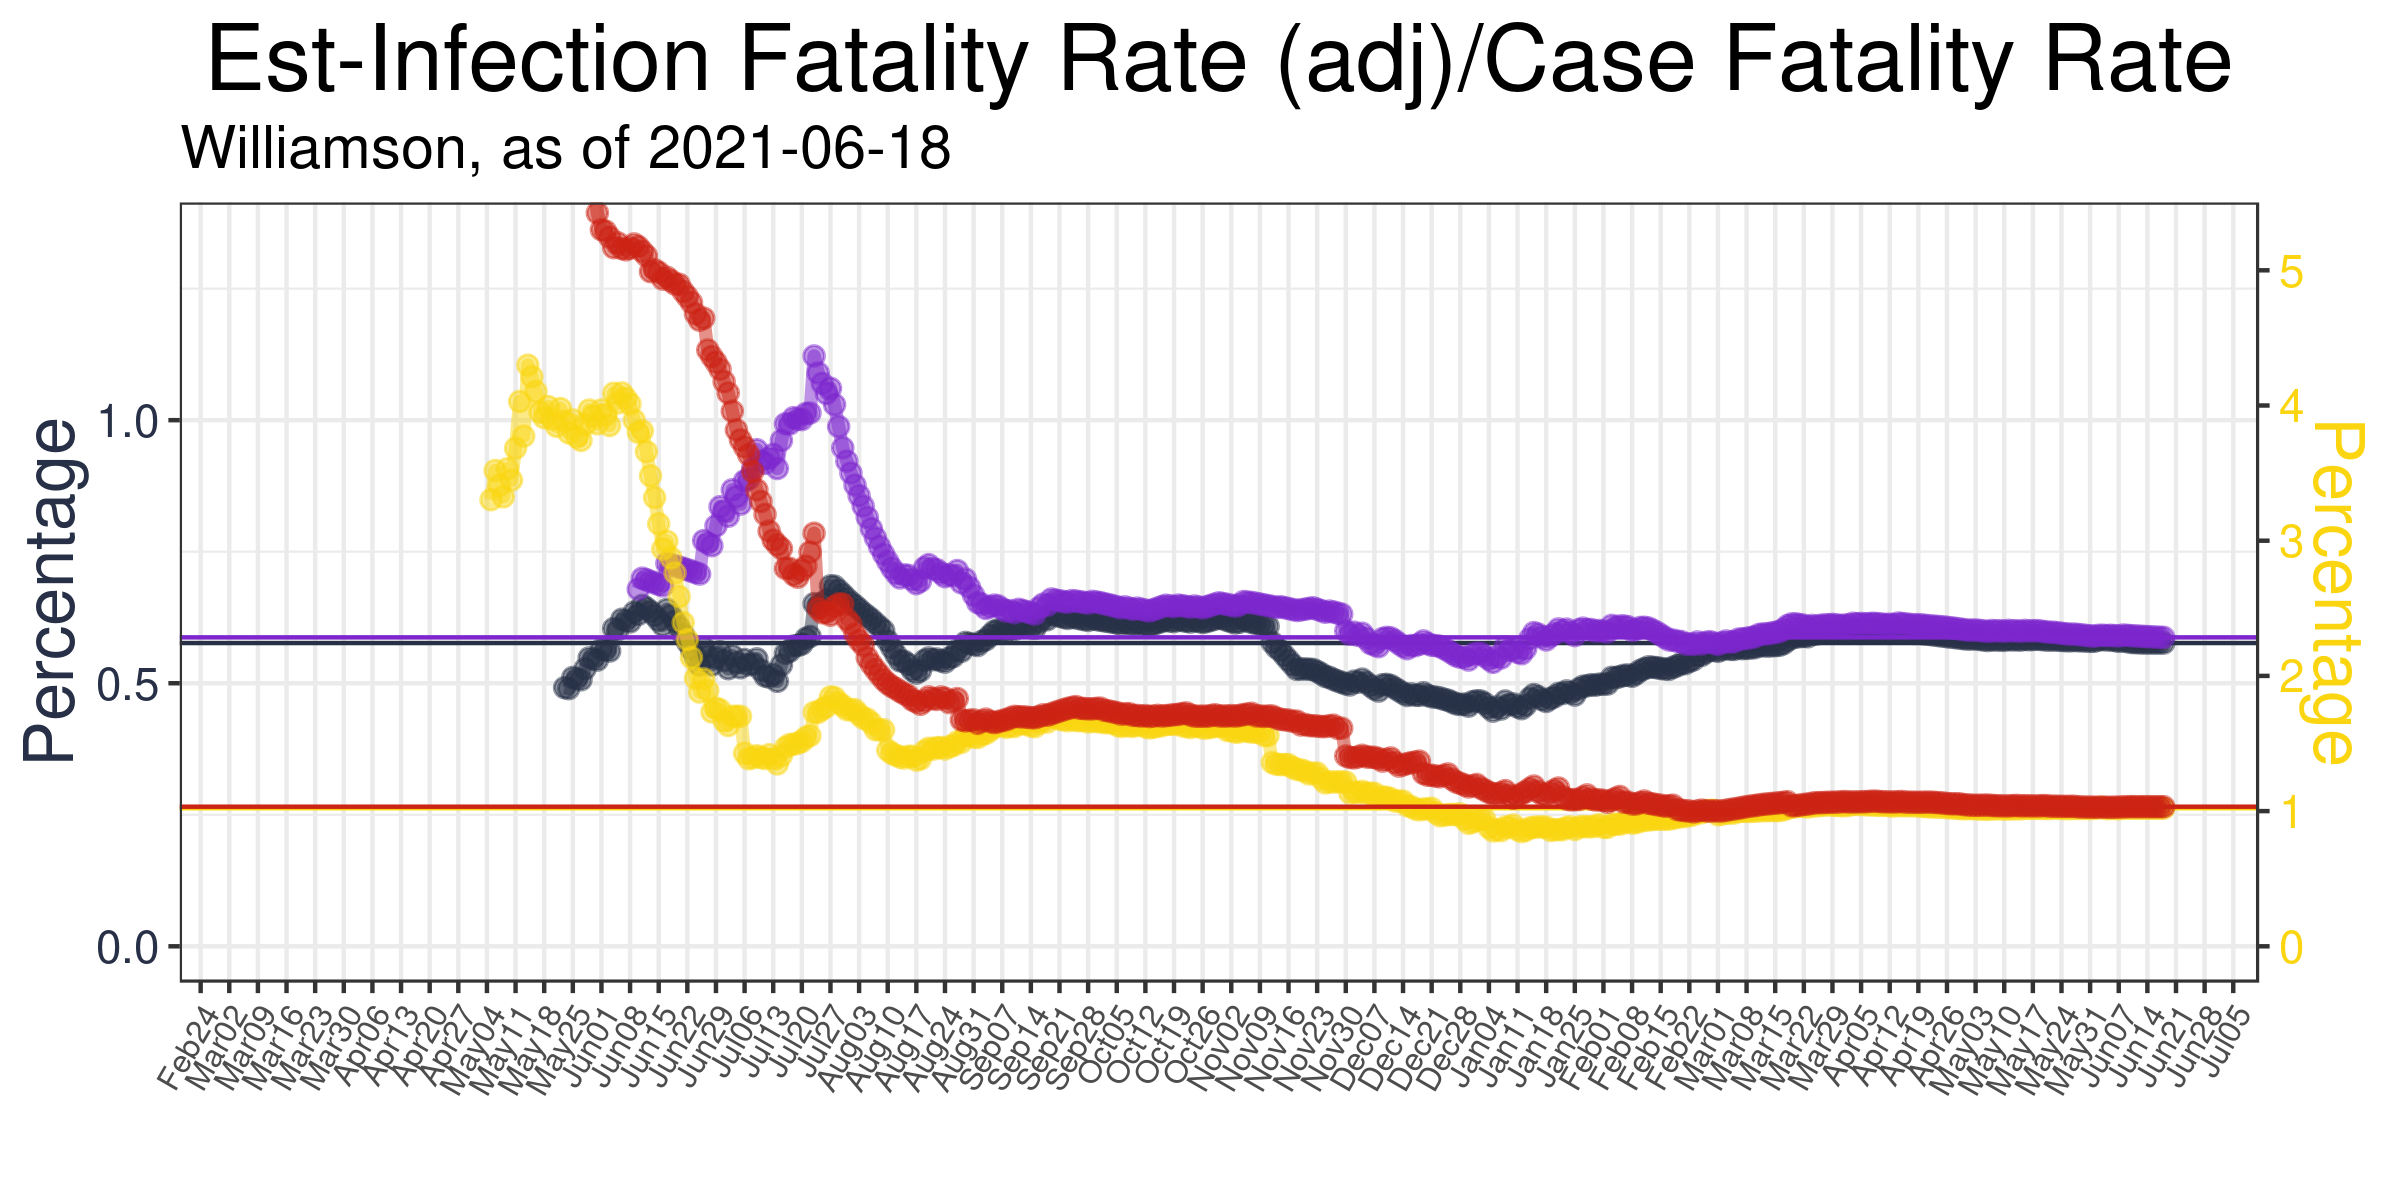 Est-Infection Fatality Rate (adj)/Case Fatality Rate
Williamson, as of 2021-06-18
Percentage
1.0
0.5
0.0
5
4
3
2
1
0
Percentage
Feb24
Mar02
Mar09
Mar16
Mar23
Mar30
Apr06
Apr13
Apr20
Apr27
May04
May11
May18
May25
Jun01
Jun08
Jun15
Jun22
Jun29
Jul06
Jul13
Jul20
Jul27
Aug03
Aug10
Aug17
Aug24
Aug31
Sep07
Sep14
Sep21
Sep28
Oct05
Oct12
Oct19
Oct26
Nov02
Nov09
Nov16
Nov23
Nov30
Dec07
Dec14
Dec21
Dec28
Jan04
Jan11
Jan18
Jan25
Feb01
Feb08
Feb15
Feb22
Mar01
Mar08
Mar15
Mar22
Mar29
Apr05
Apr12
Apr19
Apr26
May03
May10
May17
May24
May31
Jun07
Jun14
Jun21
Jun28
Jul05